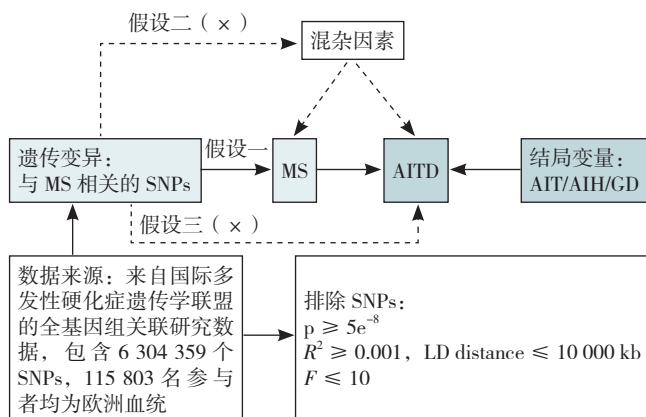 假设二（×）
混杂因素
遗传变异：
与 MS 相关的 SNPs
假设一
MS
AITD
结局变量：
AIT/AIH/GD
假设三（×）
数据来源：来自国际多
发性硬化症遗传学联盟
的全基因组关联研究数
据，包含 6 304 359 个
SNPs，115 803 名参与
者均为欧洲血统
排除 SNPs：
p ≥ 5e⁻⁸
R² ≥ 0.001，LD distance ≤ 10 000 kb
F ≤ 10